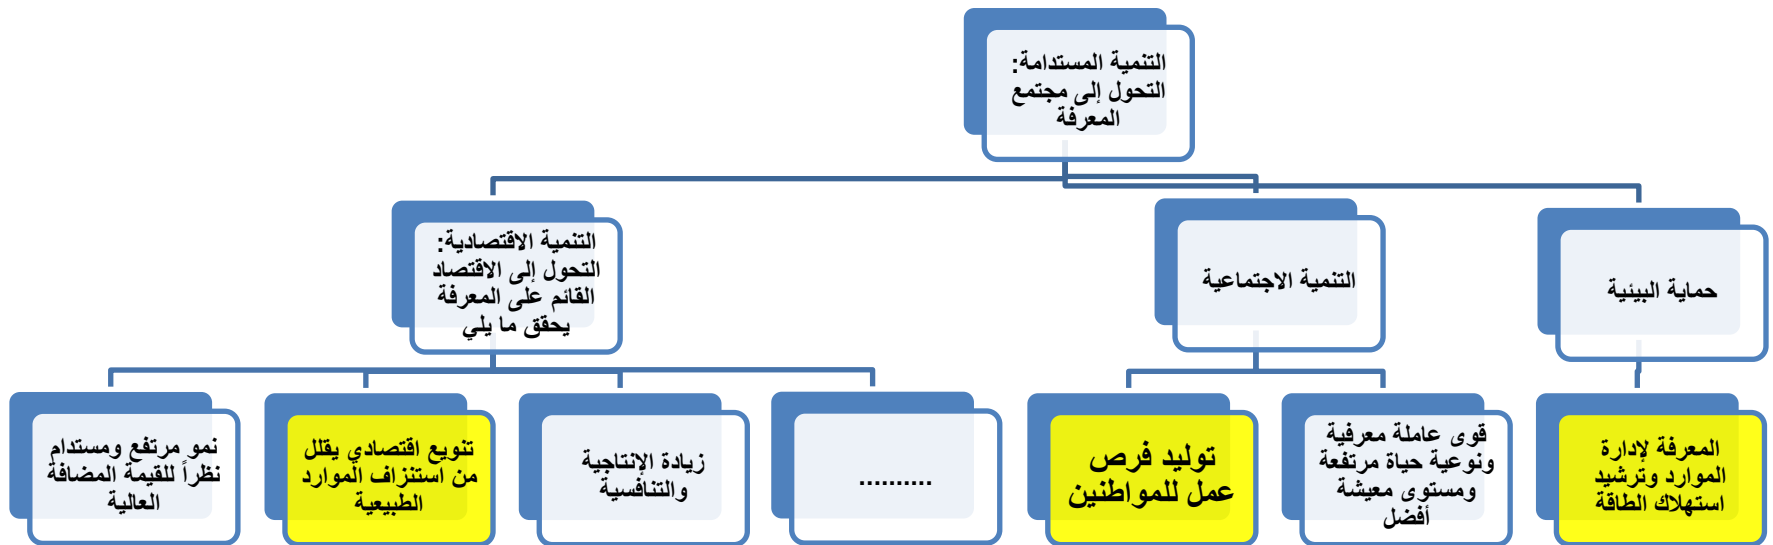 التنمية المستدامة:
التحول إلى مجتمع
المعرفة
حماية البيئية
التنمية الاجتماعية
التنمية الاقتصادية:
التحول إلى الاقتصاد
القائم على المعرفة
يحقق ما يلي
المعرفة لإدارة
الموارد وترشيد
استهلاك الطاقة
قوى عاملة معرفية
ونوعية حياة مرتفعة
ومستوى معيشة
أفضل
توليد فرص
عمل للمواطنين
..........
زيادة الإنتاجية
والتنافسية
تنويع اقتصادي يقلل
من استنزاف الموارد
الطبيعية
نمو مرتفع ومستدام
نظراً للقيمة المضافة
العالية